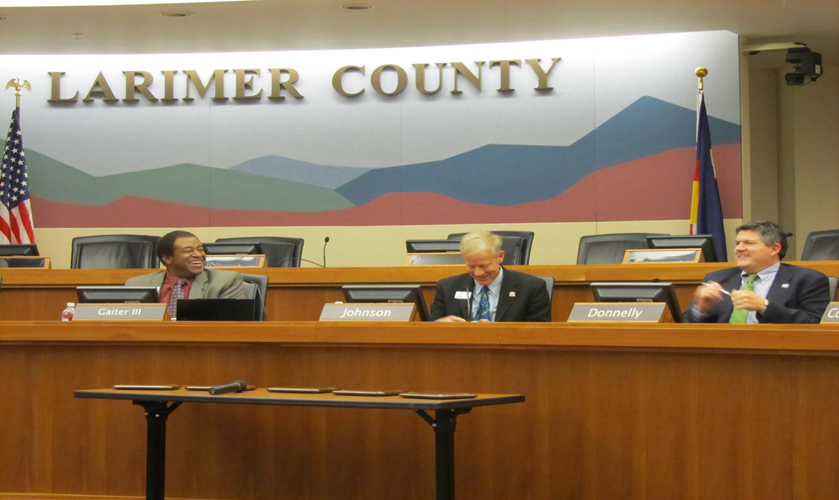 LARIMER COUNTY
Gaiter III
Johnson
Donnelly